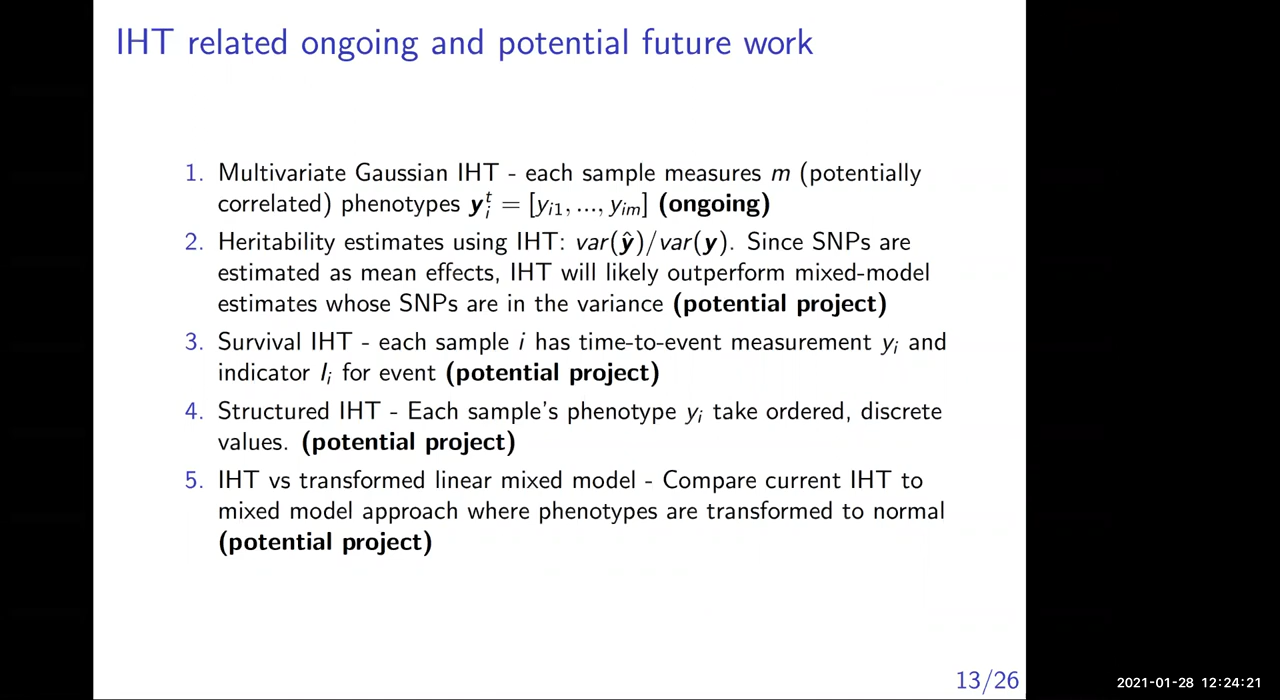 IHT related ongoing and potential future work
1. Multivariate Gaussian IHT - each sample measures m (potentially
correlated) phenotypes yᵢᵗ = [yᵢ₁, ..., yᵢₘ] (ongoing)
2. Heritability estimates using IHT: var(ŷ)/var(y). Since SNPs are
estimated as mean effects, IHT will likely outperform mixed-model
estimates whose SNPs are in the variance (potential project)
3. Survival IHT - each sample i has time-to-event measurement yᵢ and
indicator Iᵢ for event (potential project)
4. Structured IHT - Each sample's phenotype yᵢ take ordered, discrete
values. (potential project)
5. IHT vs transformed linear mixed model - Compare current IHT to
mixed model approach where phenotypes are transformed to normal
(potential project)
13/26
2021-01-28 12:24:21